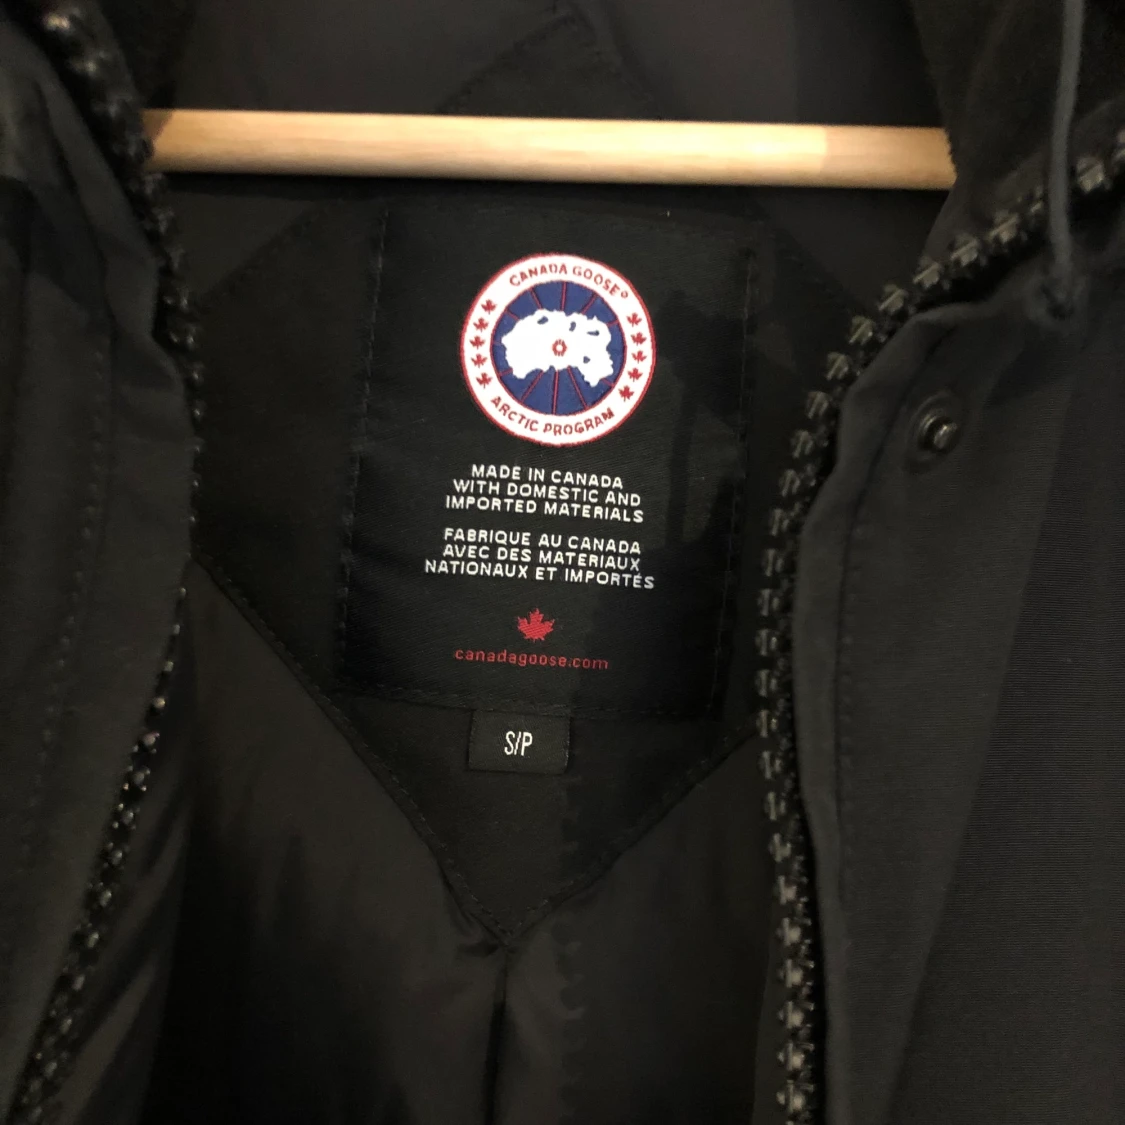 CANADA GOOSE®
ARCTIC PROGRAM
MADE IN CANADA
WITH DOMESTIC AND
IMPORTED MATERIALS
FABRIQUE AU CANADA
AVEC DES MATERIAUX
NATIONAUX ET IMPORTÉS
canadagoose.com
S/P